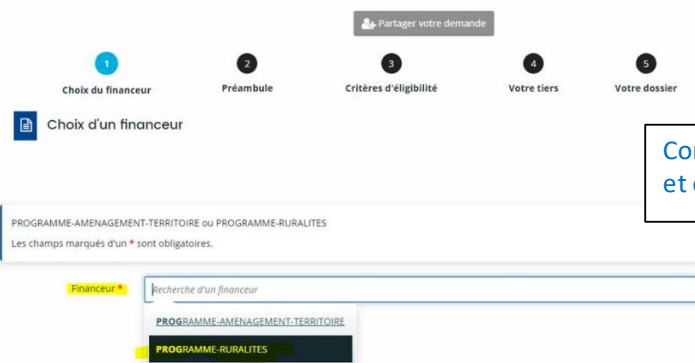 Partager votre demande
1 2 3 4 5
Choix du financeur Préambule Critères d'éligibilité Votre tiers Votre dossier
Choix d'un financeur
et
PROGRAMME-AMENAGEMENT-TERRITOIRE ou PROGRAMME-RURALITES
Les champs marqués d'un * sont obligatoires.
Financeur * Recherche d'un financeur
PROGRAMME-AMENAGEMENT-TERRITOIRE
PROGRAMME-RURALITES